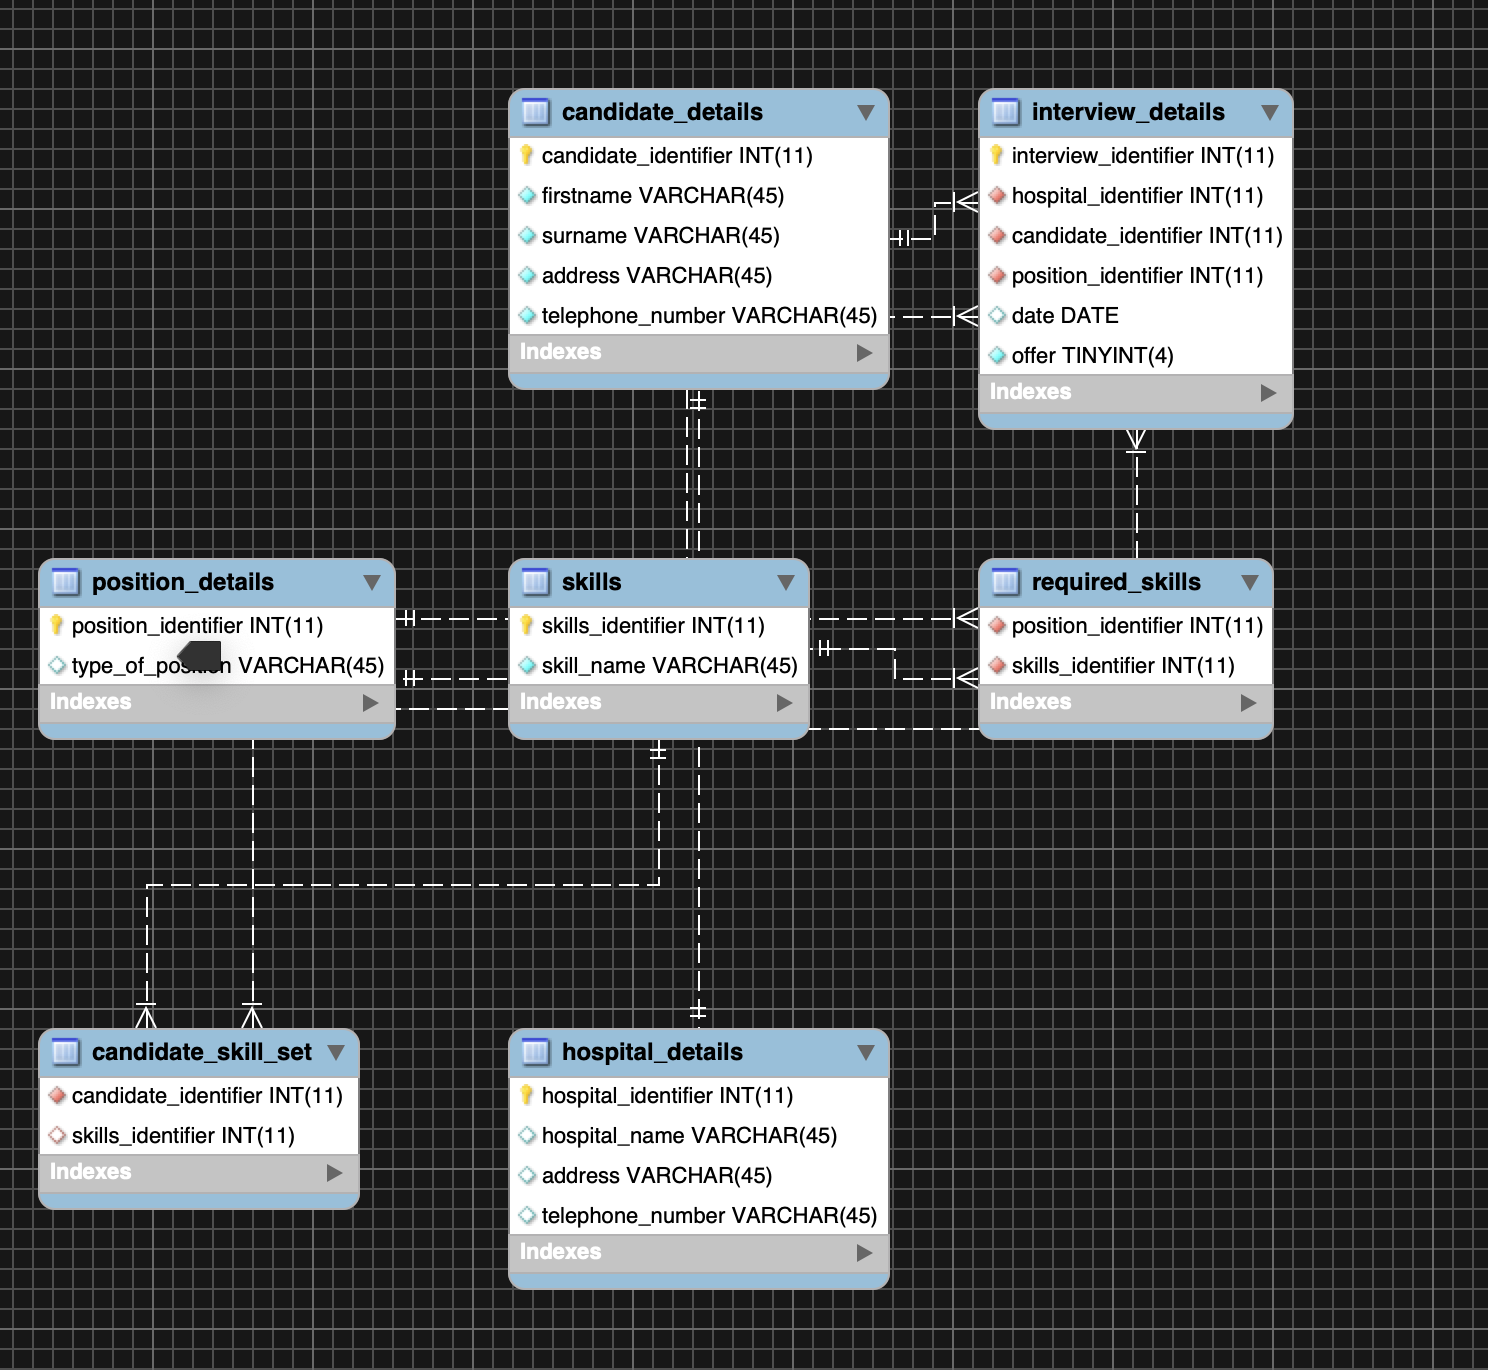 candidate_details
candidate_identifier INT(11)
firstname VARCHAR(45)
surname VARCHAR(45)
address VARCHAR(45)
telephone_number VARCHAR(45)
Indexes
interview_details
interview_identifier INT(11)
hospital_identifier INT(11)
candidate_identifier INT(11)
position_identifier INT(11)
date DATE
offer TINYINT(4)
Indexes
position_details
position_identifier INT(11)
type_of_position VARCHAR(45)
Indexes
skills
skills_identifier INT(11)
skill_name VARCHAR(45)
Indexes
required_skills
position_identifier INT(11)
skills_identifier INT(11)
Indexes
candidate_skill_set
candidate_identifier INT(11)
skills_identifier INT(11)
Indexes
hospital_details
hospital_identifier INT(11)
hospital_name VARCHAR(45)
address VARCHAR(45)
telephone_number VARCHAR(45)
Indexes